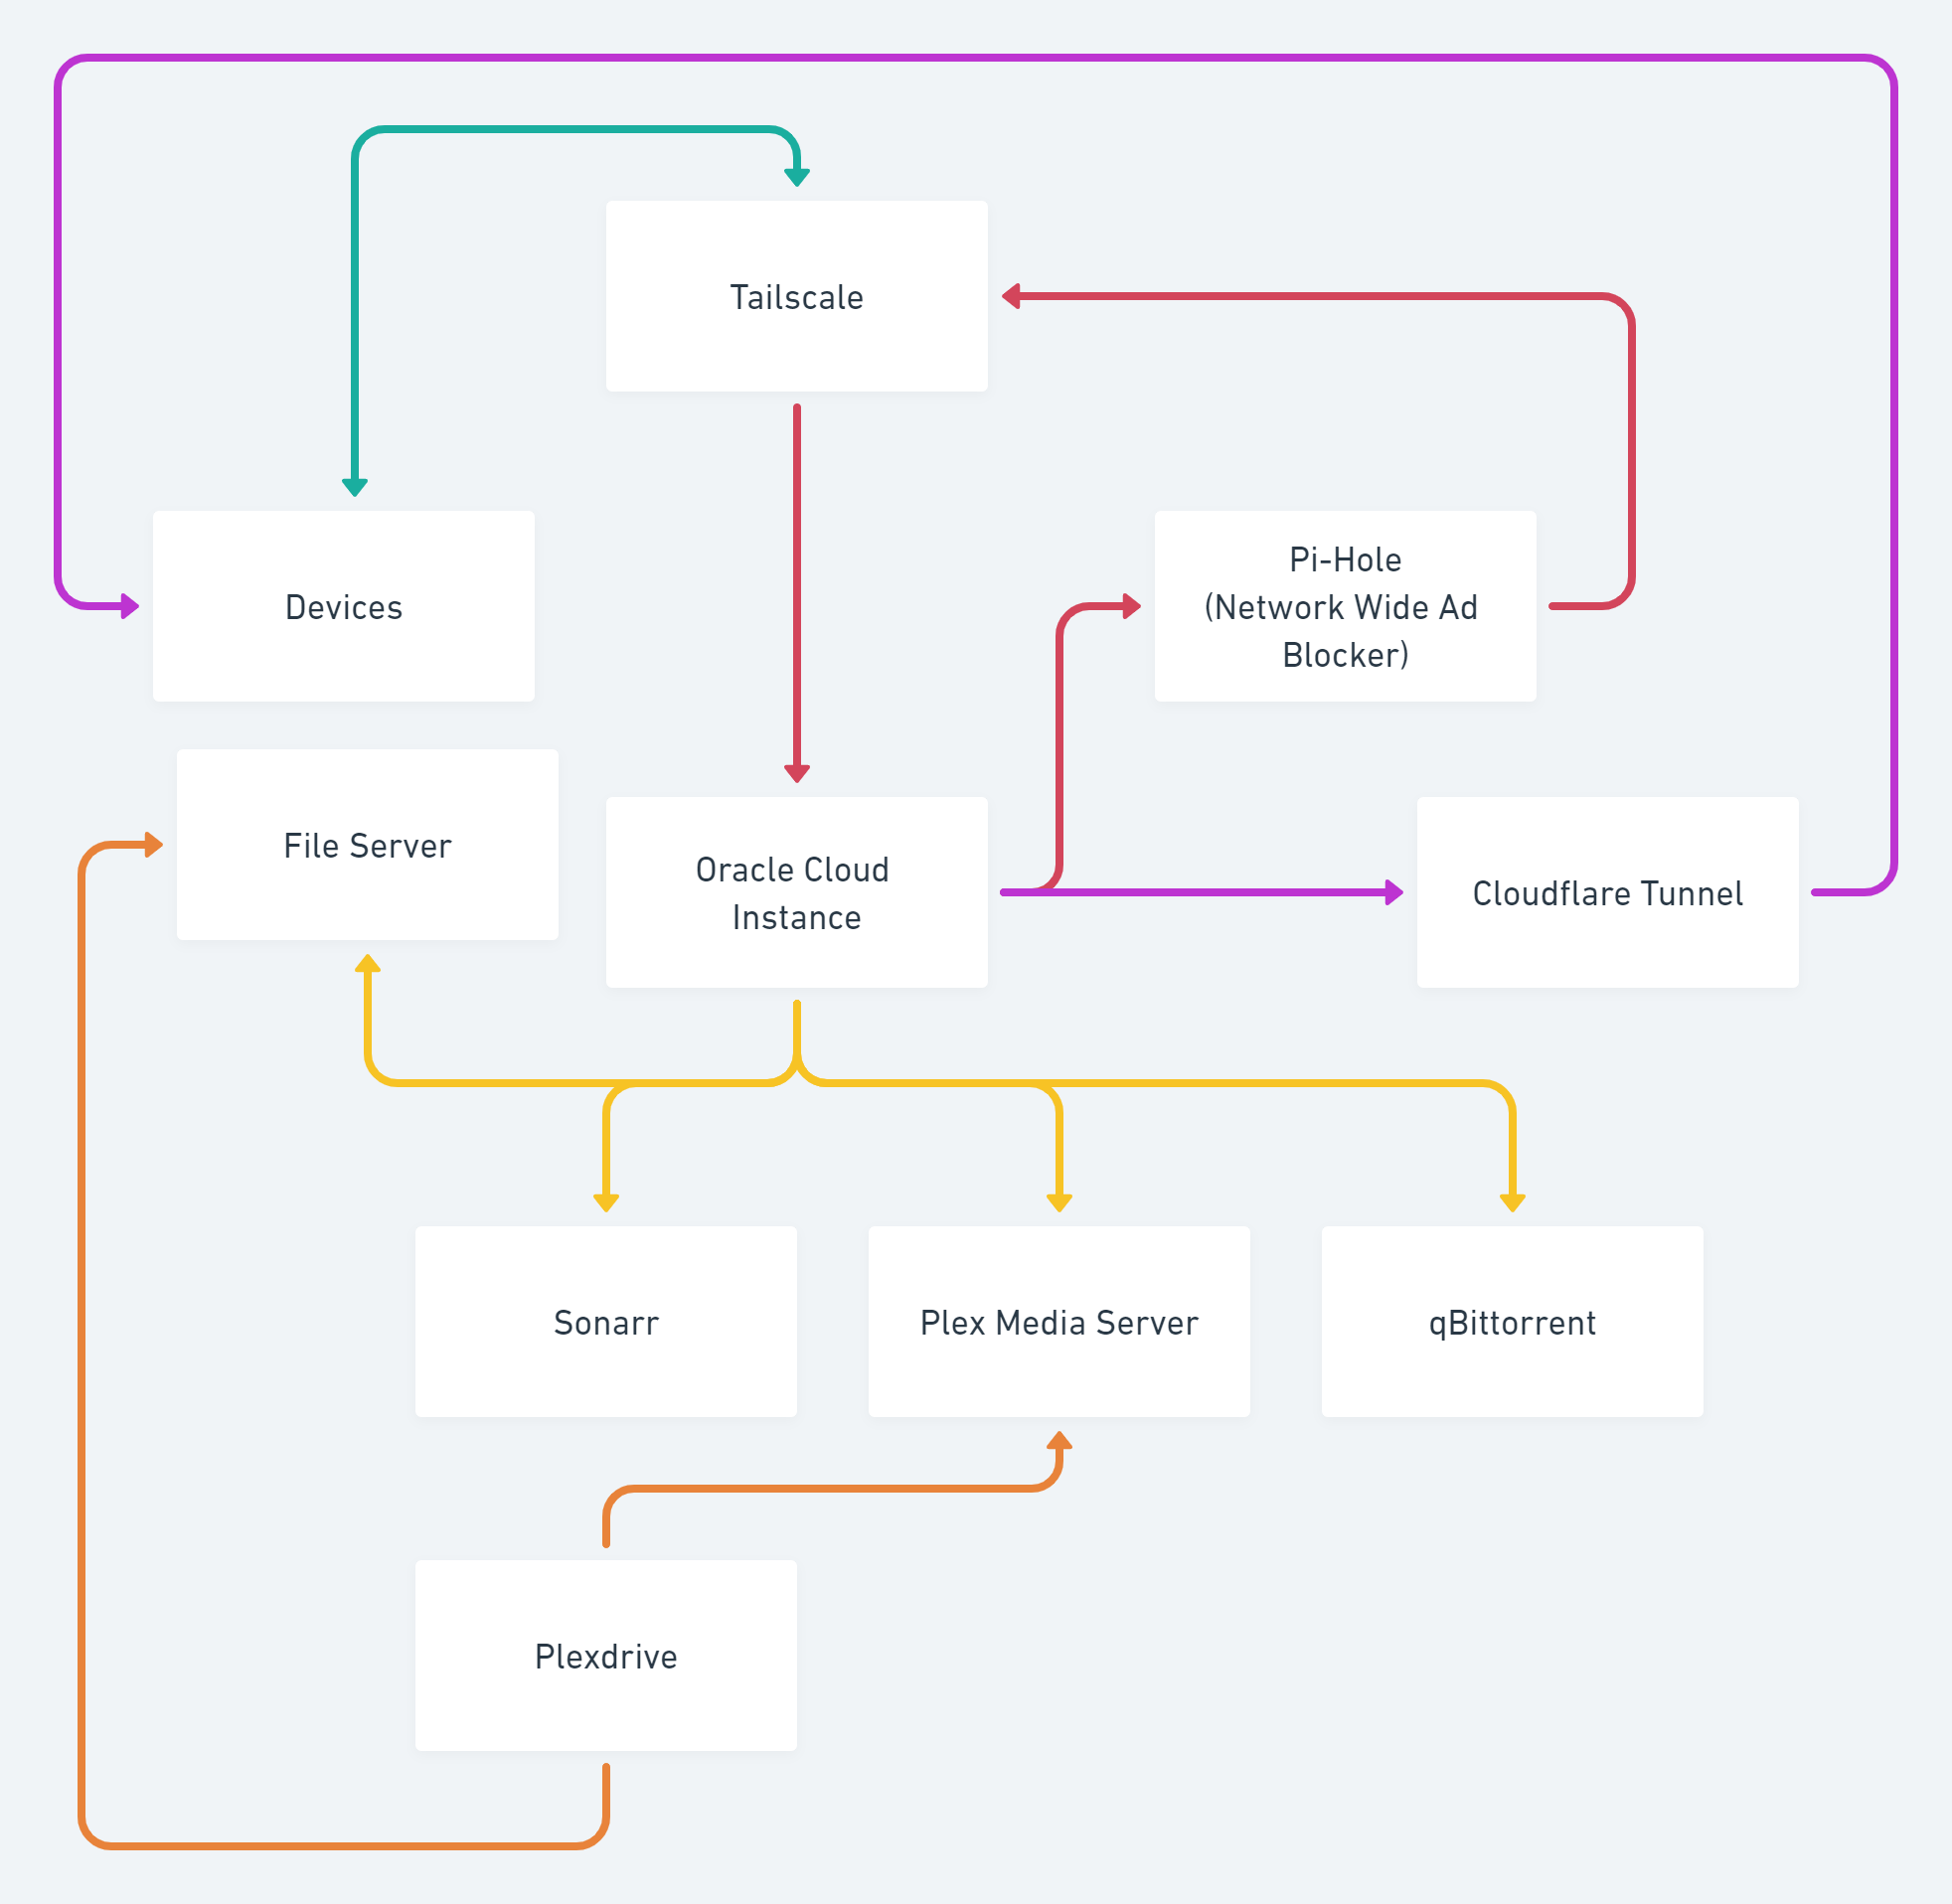 Tailscale
Devices
Pi-Hole
(Network Wide Ad
Blocker)
File Server
Oracle Cloud
Instance
Cloudflare Tunnel
Sonarr
Plex Media Server
qBittorrent
Plexdrive